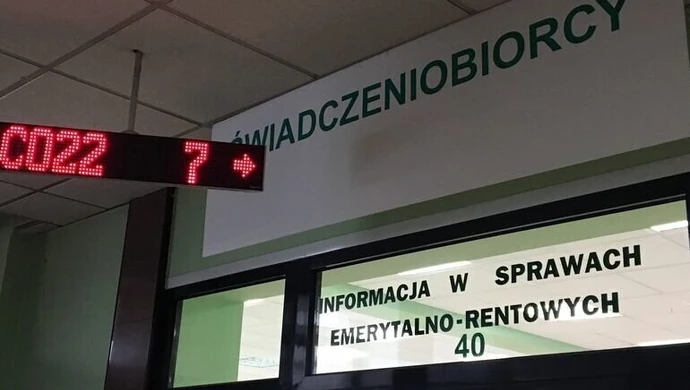 ŚWIADCZENIOBIORCY
C022 7 →
INFORMACJA W SPRAWACH
EMERYTALNO-RENTOWYCH
40